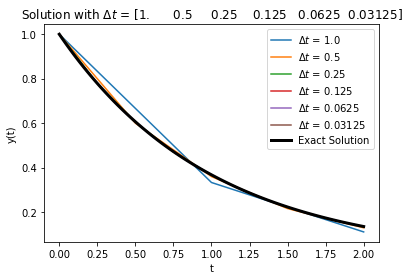 Solution with Δt = [1. 0.5 0.25 0.125 0.0625 0.03125]
Δt = 1.0
Δt = 0.5
Δt = 0.25
Δt = 0.125
Δt = 0.0625
Δt = 0.03125
Exact Solution
y(t)
1.0
0.8
0.6
0.4
0.2
0.00 0.25 0.50 0.75 1.00 1.25 1.50 1.75 2.00
t